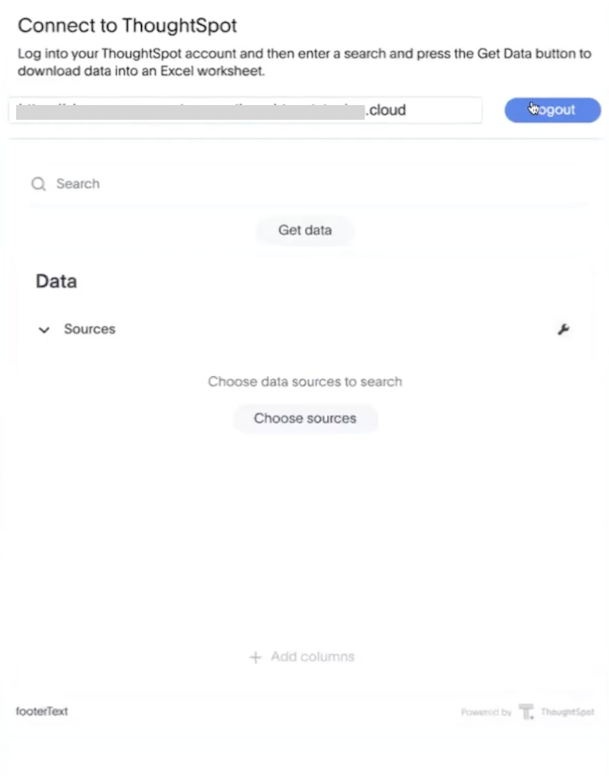 Connect to ThoughtSpot
Log into your ThoughtSpot account and then enter a search and press the Get Data button to
download data into an Excel worksheet.
.cloud
Logout
Search
Get data
Data
Sources
Choose data sources to search
Choose sources
+ Add columns
footerText
Powered by T. ThoughtSpot